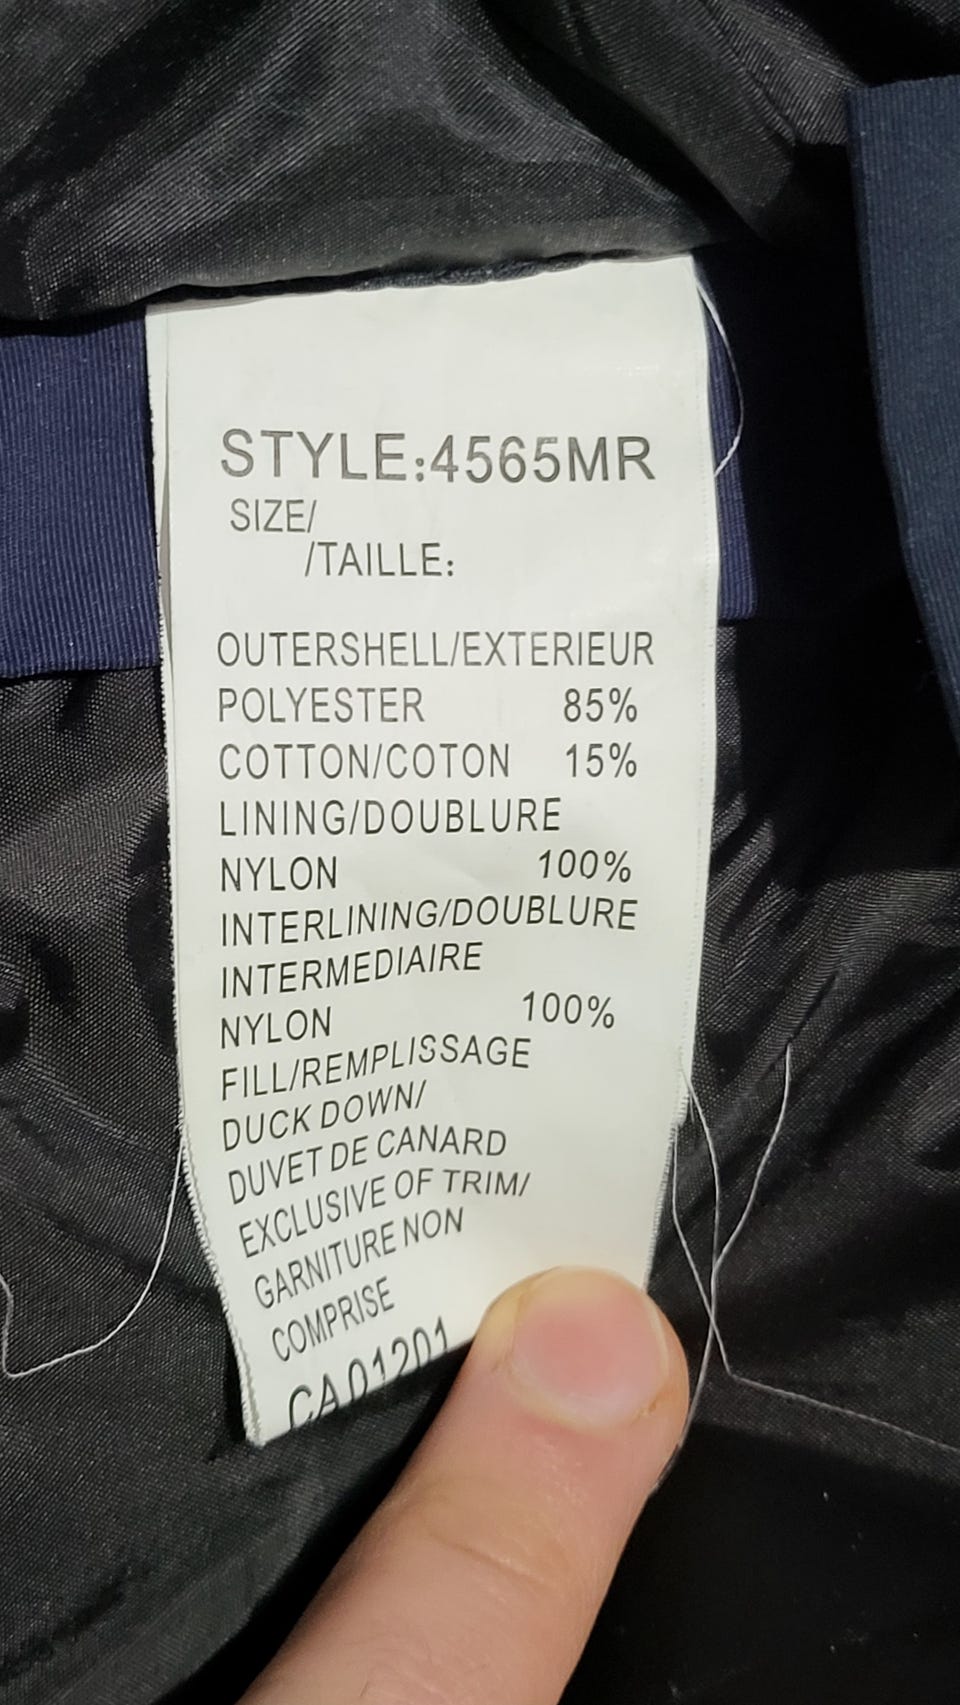 STYLE:4565MR
SIZE/
/TAILLE:
OUTERSHELL/EXTERIEUR
POLYESTER 85%
COTTON/COTON 15%
LINING/DOUBLURE
NYLON 100%
INTERLINING/DOUBLURE
INTERMEDIAIRE
NYLON 100%
FILL/REMPLISSAGE
DUCK DOWN/
DUVET DE CANARD
EXCLUSIVE OF TRIM/
GARNITURE NON
COMPRISE
CA01201